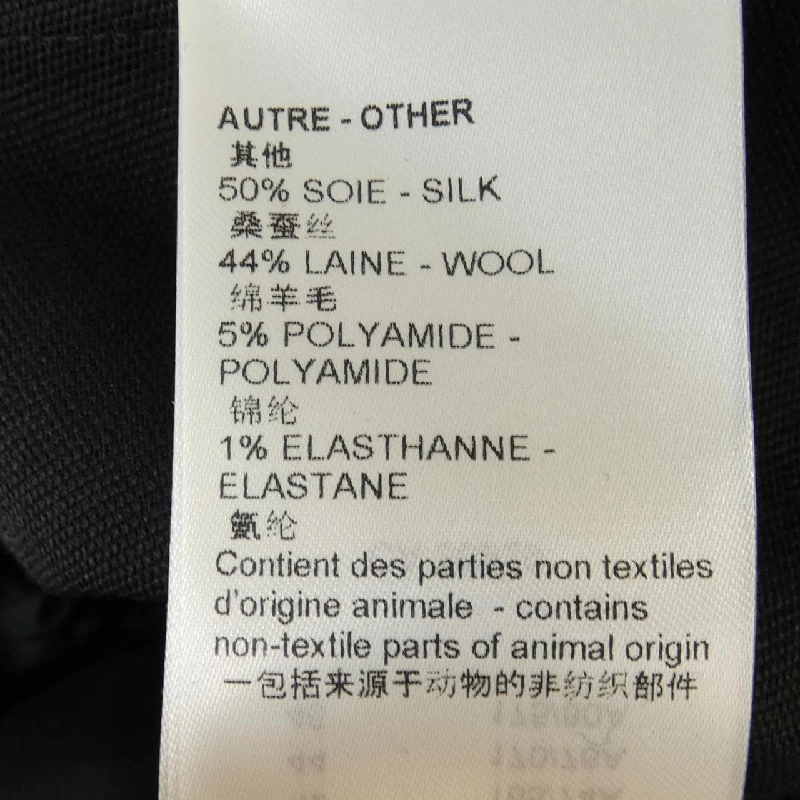 AUTRE - OTHER
其他
50% SOIE - SILK
桑蚕丝
44% LAINE - WOOL
绵羊毛
5% POLYAMIDE -
POLYAMIDE
锦纶
1% ELASTHANNE -
ELASTANE
氨纶
Contient des parties non textiles
d'origine animale - contains
non-textile parts of animal origin
一包括来源于动物的非纺织部件